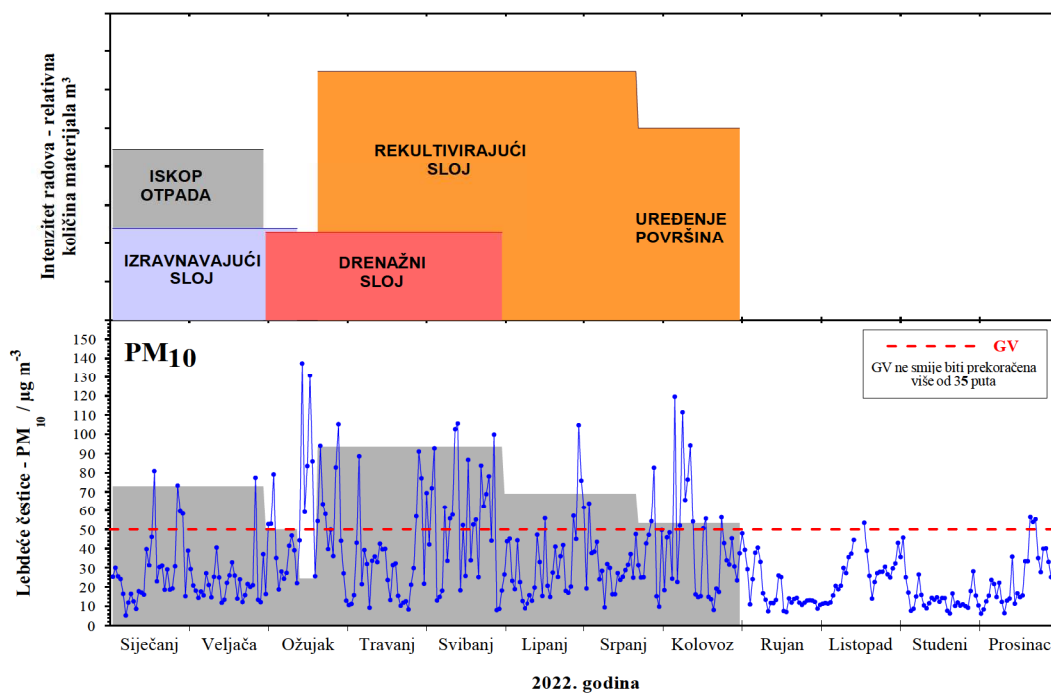 Intenzitet radova - relativna
količina materijala m³
ISKOP
OTPADA
IZRAVNAVAJUĆI
SLOJ
REKULTIVIRAJUĆI
SLOJ
DRENAŽNI
SLOJ
UREĐENJE
POVRŠINA
Lebdeće čestice - PM₁₀ / µg m⁻³
150
140
130
120
110
100
90
80
70
60
50
40
30
20
10
0
PM₁₀
GV
GV ne smije biti prekoračena
više od 35 puta
Siječanj Veljača Ožujak Travanj Svibanj Lipanj Srpanj Kolovoz Rujan Listopad Studeni Prosinac
2022. godina